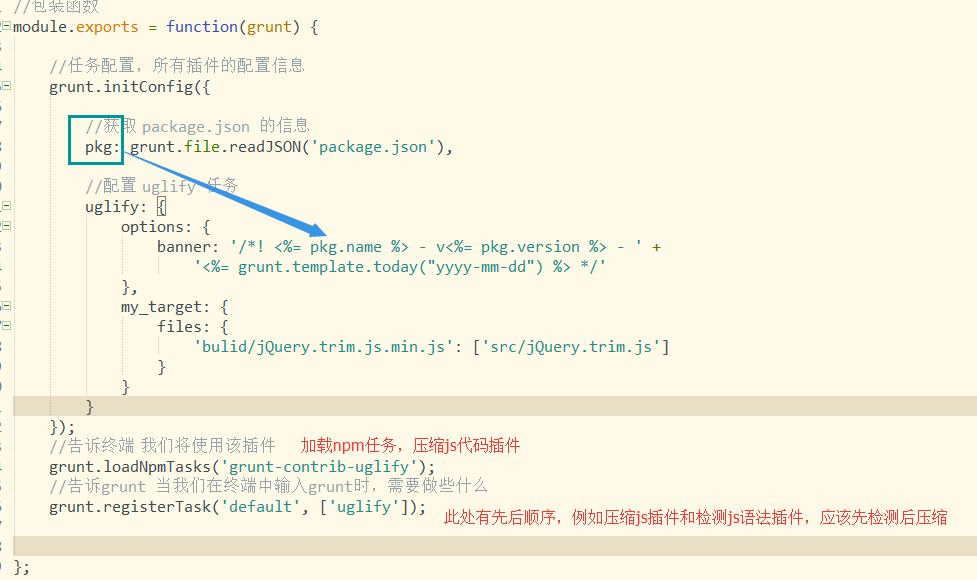 //包装函数
module.exports = function(grunt) {
//任务配置，所有插件的配置信息
grunt.initConfig({
//获取 package.json 的信息
pkg: grunt.file.readJSON('package.json'),
//配置 uglify 任务
uglify: {
options: {
banner: '/*! <%= pkg.name %> - v<%= pkg.version %> - ' +
'<%= grunt.template.today("yyyy-mm-dd") %> */'
},
my_target: {
files: {
'bulid/jQuery.trim.js.min.js': ['src/jQuery.trim.js']
}
}
}
});
//告诉终端 我们将使用该插件 加载npm任务，压缩js代码插件
grunt.loadNpmTasks('grunt-contrib-uglify');
//告诉grunt 当我们在终端中输入grunt时，需要做些什么
grunt.registerTask('default', ['uglify']);
此处有先后顺序，例如压缩js插件和检测js语法插件，应该先检测后压缩
};